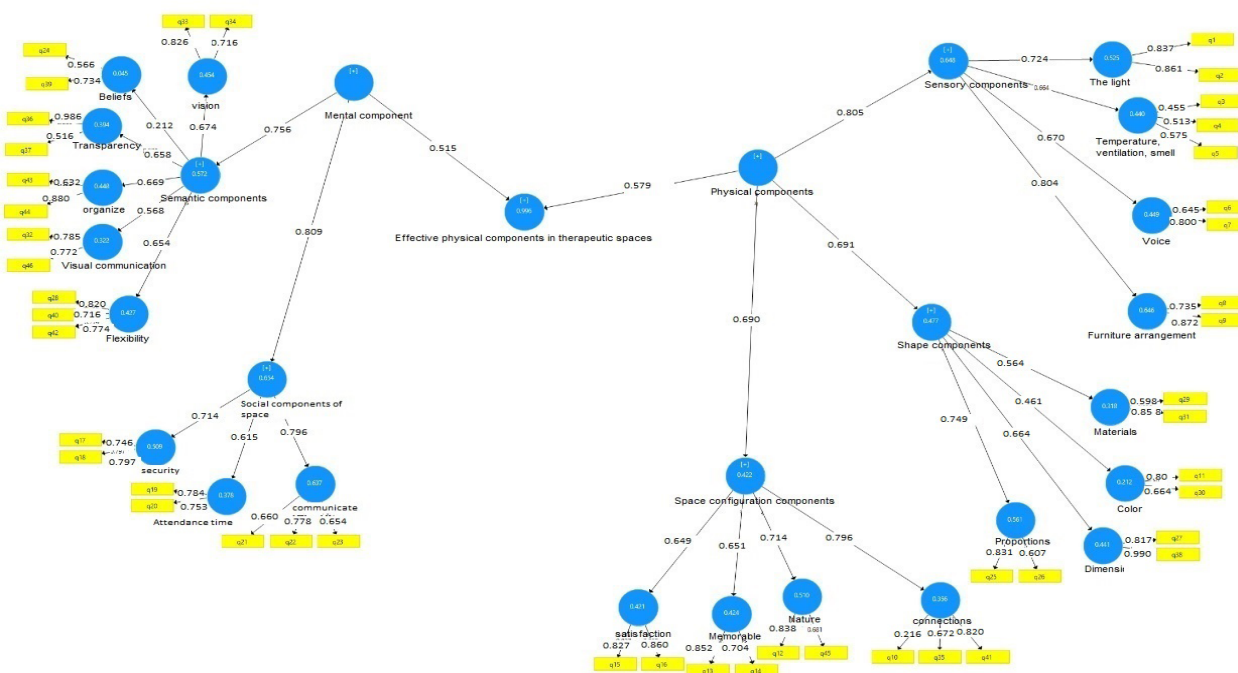 q33
q34
0.826
0.716
q24
0.566
q39
0.734
0.045
Beliefs
0.454
vision
[+]
Mental component
q36
0.986
0.516
q37
0.394
Transparency
0.212
0.674
0.658
0.756
0.515
q43
0.632
0.880
q44
0.448
organize
0.669
[-]
0.572
Semantic components
0.568
q32
0.785
0.772
q46
0.322
Visual communication
0.654
q28
0.820
q40
0.716
q42
0.774
0.427
Flexibility
0.809
[-]
0.996
Effective physical components in therapeutic spaces
0.579
[+]
Physical components
0.805
[-]
0.648
Sensory components
0.724
0.664
0.670
0.804
0.525
The light
0.837
q1
0.861
q2
0.440
Temperature,
ventilation, smell
0.455
q3
0.513
q4
0.575
q5
0.449
Voice
0.645
q6
0.800
q7
0.646
Furniture arrangement
0.735
q8
0.872
q9
0.691
0.690
[+]
0.477
Shape components
0.564
0.461
0.749
0.664
Materials
0.598
q29
0.85 8
q31
0.212
Color
0.80
q11
0.664
q30
0.441
Dimensi
0.817
q27
0.990
q38
0.561
Proportions
0.831
0.607
q25
q26
[+]
Social components of
space
0.714
0.615
0.796
q17
0.746
q18
0.797
0.509
security
q19
0.784
q20
0.753
0.378
Attendance time
0.637
communicate
0.660
0.778
0.654
q21
q22
q23
[+]
0.422
Space configuration components
0.649
0.651
0.714
0.796
0.421
satisfaction
0.827
0.860
q15
q16
0.424
Memorable
0.852
0.704
q13
q14
0.510
Nature
0.838
0.681
q12
q45
0.336
connections
0.216
0.672
0.820
q10
q35
q41